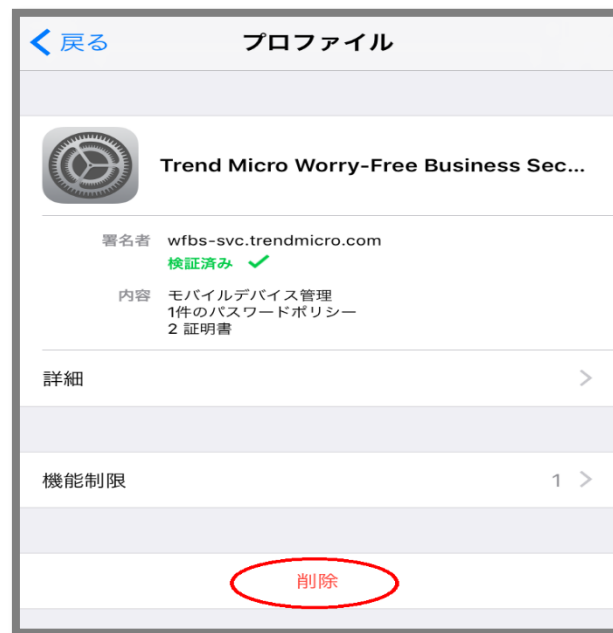 戻る プロファイル
Trend Micro Worry-Free Business Sec...
署名者 wfbs-svc.trendmicro.com
検証済み
内容 モバイルデバイス管理
1件のパスワードポリシー
2 証明書
詳細
機能制限 1
削除